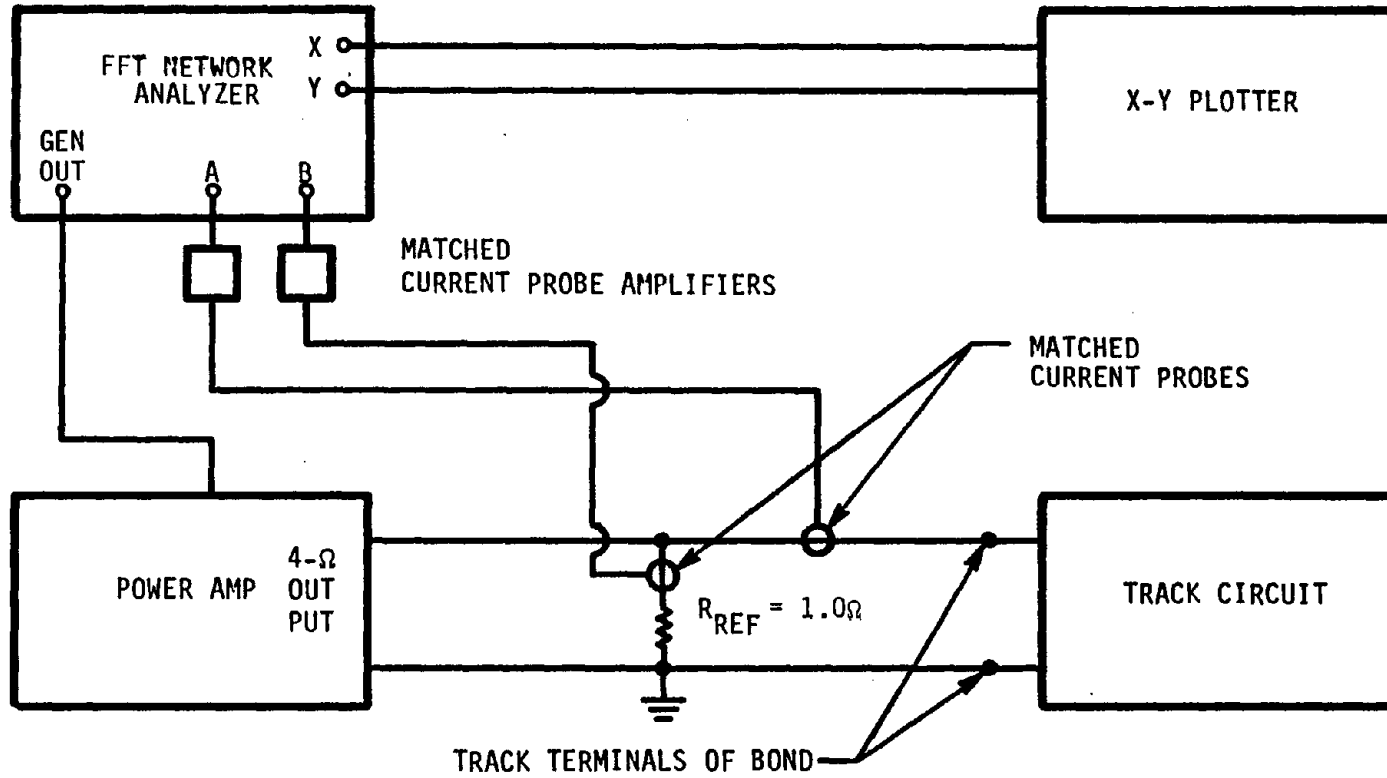 FFT NETWORK
ANALYZER
X
Y
GEN
OUT
A
B
X-Y PLOTTER
MATCHED
CURRENT PROBE AMPLIFIERS
MATCHED
CURRENT PROBES
POWER AMP
4-Ω
OUT
PUT
R_REF = 1.0Ω
TRACK CIRCUIT
TRACK TERMINALS OF BOND